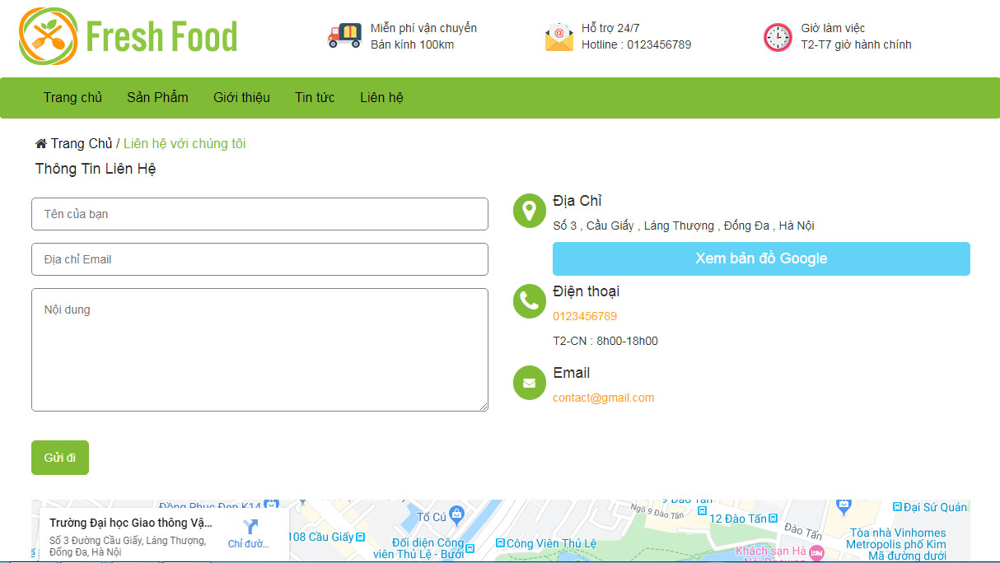 Fresh Food
Miễn phí vận chuyển
Bán kính 100km
Hỗ trợ 24/7
Hotline : 0123456789
Giờ làm việc
T2-T7 giờ hành chính
Trang chủ
Sản Phẩm
Giới thiệu
Tin tức
Liên hệ
Trang Chủ / Liên hệ với chúng tôi
Thông Tin Liên Hệ
Tên của bạn
Địa chỉ Email
Nội dung
Gửi đi
Địa Chỉ
Số 3 , Cầu Giấy , Láng Thượng , Đống Đa , Hà Nội
Xem bản đồ Google
Điện thoại
0123456789
T2-CN : 8h00-18h00
Email
contact@gmail.com
Đồng Phục Đẹp K14
Trường Đại học Giao thông Vậ...
Số 3 Đường Cầu Giấy, Láng Thượng,
Đống Đa, Hà Nội
Chỉ đườ...
108 Cầu Giấy
Tổ Cú
Đối diện Công
viên Thủ Lệ - Bưởi
Công Viên Thủ Lệ
9 Đào Tấn
Ngõ 9 Đào Tấn
12 Đào Tấn
Đào Tấn
Khách sạn Hà
Đại Sứ Quán
Tòa nhà Vinhomes
Metropolis phố Kim
Mã đường dưới